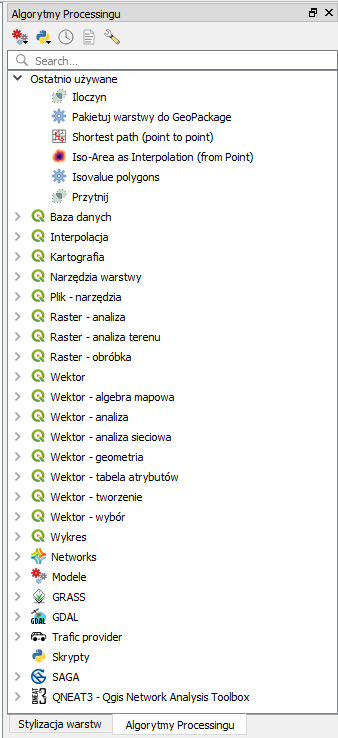 Algorytmy Processingu
Search...
Ostatnio używane
Iloczyn
Pakietuj warstwy do GeoPackage
Shortest path (point to point)
Iso-Area as Interpolation (from Point)
Isovalue polygons
Przytnij
Baza danych
Interpolacja
Kartografia
Narzędzia warstwy
Plik - narzędzia
Raster - analiza
Raster - analiza terenu
Raster - obróbka
Wektor
Wektor - algebra mapowa
Wektor - analiza
Wektor - analiza sieciowa
Wektor - geometria
Wektor - tabela atrybutów
Wektor - tworzenie
Wektor - wybór
Wykres
Networks
Modele
GRASS
GDAL GDAL
Trafic provider
Skrypty
SAGA
QNEAT3 QNEAT3 - Qgis Network Analysis Toolbox
Stylizacja warstw Algorytmy Processingu